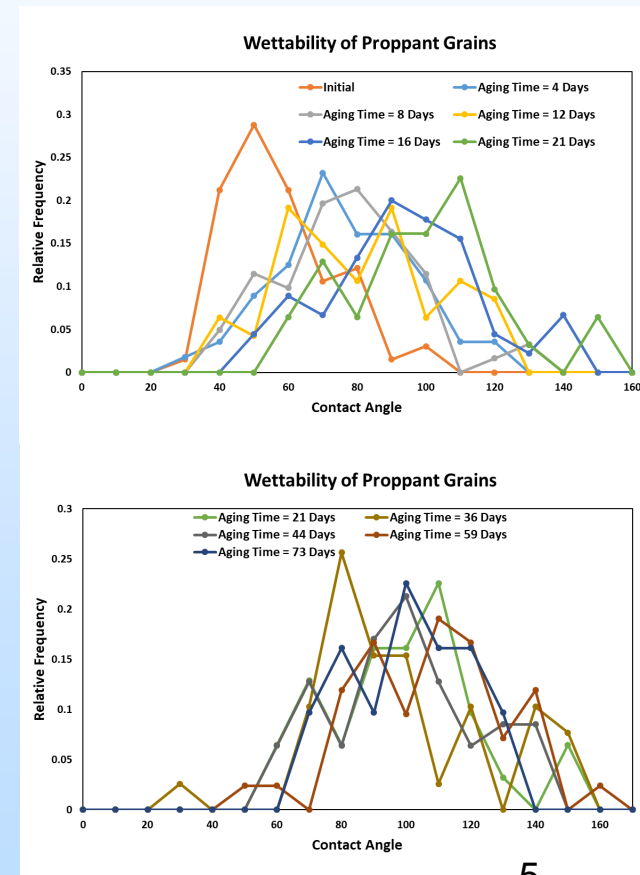 Wettability of Proppant Grains
0.35
0.3
0.25
0.2
0.15
0.1
0.05
0
Relative Frequency
Initial
Aging Time = 4 Days
Aging Time = 8 Days
Aging Time = 12 Days
Aging Time = 16 Days
Aging Time = 21 Days
0 20 40 60 80 100 120 140 160
Contact Angle
Wettability of Proppant Grains
0.3
0.25
0.2
0.15
0.1
0.05
0
Relative Frequency
Aging Time = 21 Days
Aging Time = 36 Days
Aging Time = 44 Days
Aging Time = 59 Days
Aging Time = 73 Days
0 20 40 60 80 100 120 140 160
Contact Angle
5